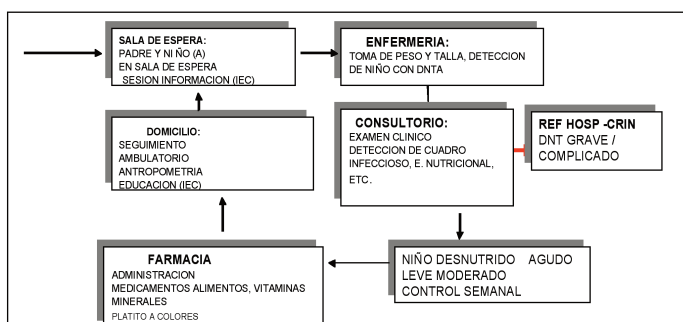 SALA DE ESPERA:
PADRE Y NI ÑO (A)
EN SALA DE ESPERA
SESION INFORMACION (IEC)
ENFERMERIA:
TOMA DE PESO Y TALLA, DETECCION
DE NIÑO CON DNTA
DOMICILIO:
SEGUIMIENTO
AMBULATORIO
ANTROPOMETRIA
EDUCACION (IEC)
CONSULTORIO:
EXAMEN CLINICO
DETECCION DE CUADRO
INFECCIOSO, E. NUTRICIONAL,
ETC.
REF HOSP -CRIN
DNT GRAVE /
COMPLICADO
FARMACIA
ADMINISTRACION
MEDICAMENTOS ALIMENTOS, VITAMINAS
MINERALES
PLATITO A COLORES
NIÑO DESNUTRIDO AGUDO
LEVE MODERADO
CONTROL SEMANAL